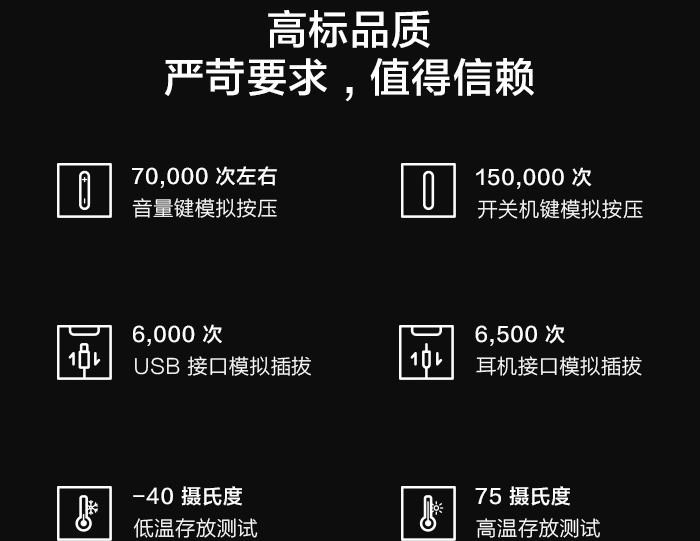 高标品质
严苛要求，值得信赖
70,000 次左右
音量键模拟按压
150,000 次
开关机键模拟按压
6,000 次
USB 接口模拟插拔
6,500 次
耳机接口模拟插拔
-40 摄氏度
低温存放测试
75 摄氏度
高温存放测试